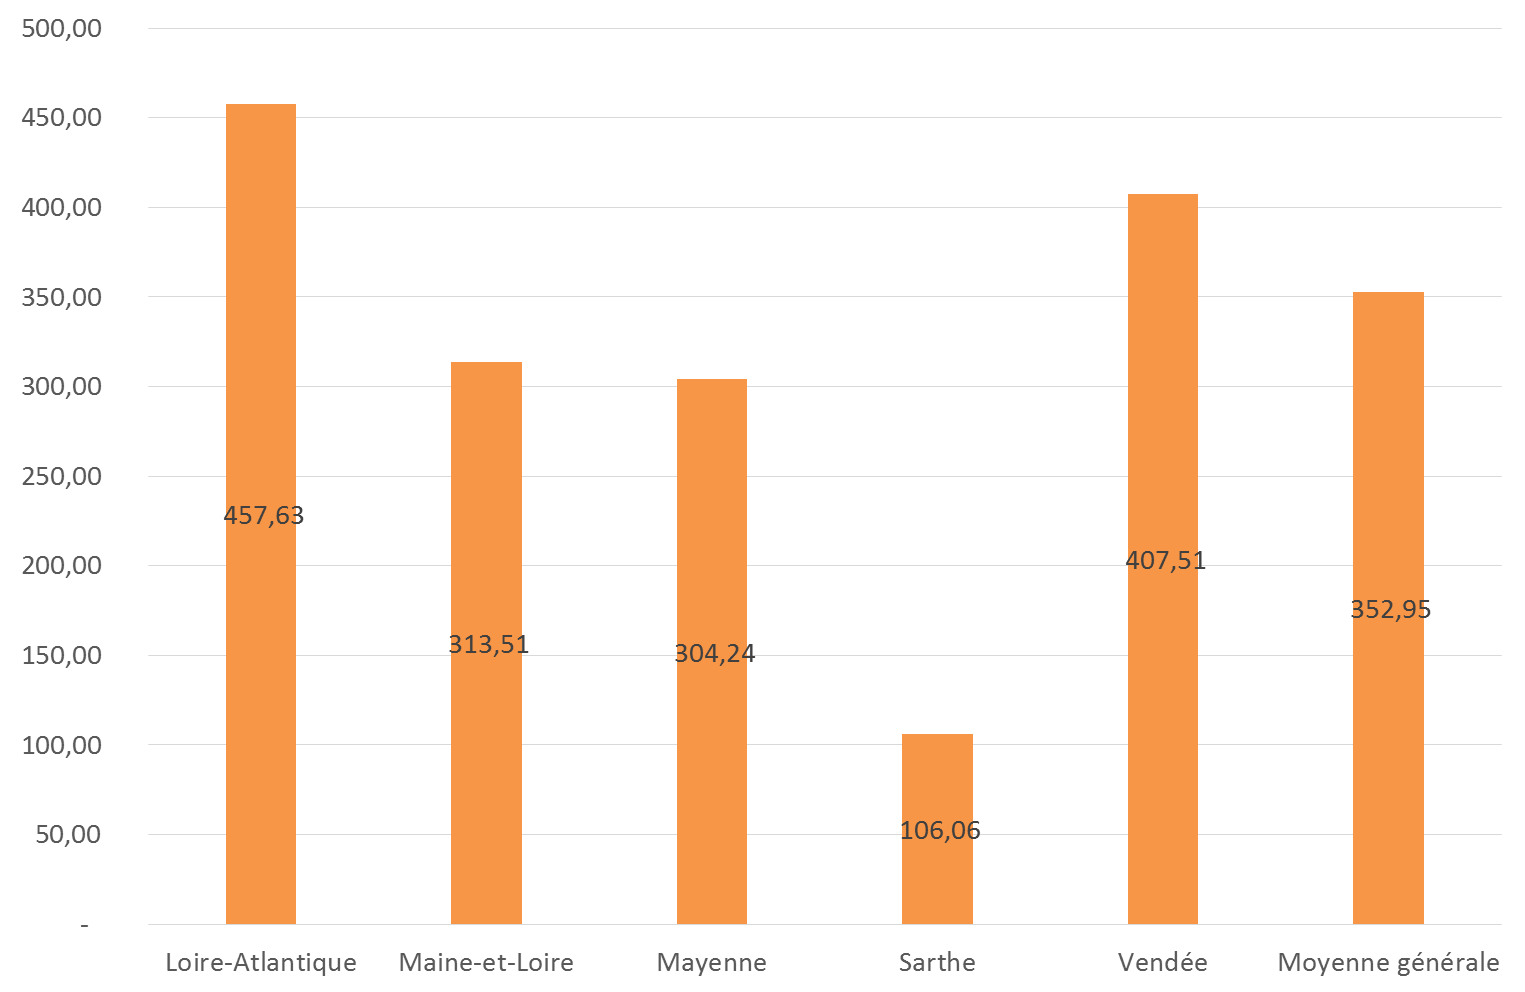 500,00
450,00
400,00
350,00
300,00
250,00
200,00
150,00
100,00
50,00
-
457,63
313,51
304,24
106,06
407,51
352,95
Loire-Atlantique
Maine-et-Loire
Mayenne
Sarthe
Vendée
Moyenne générale